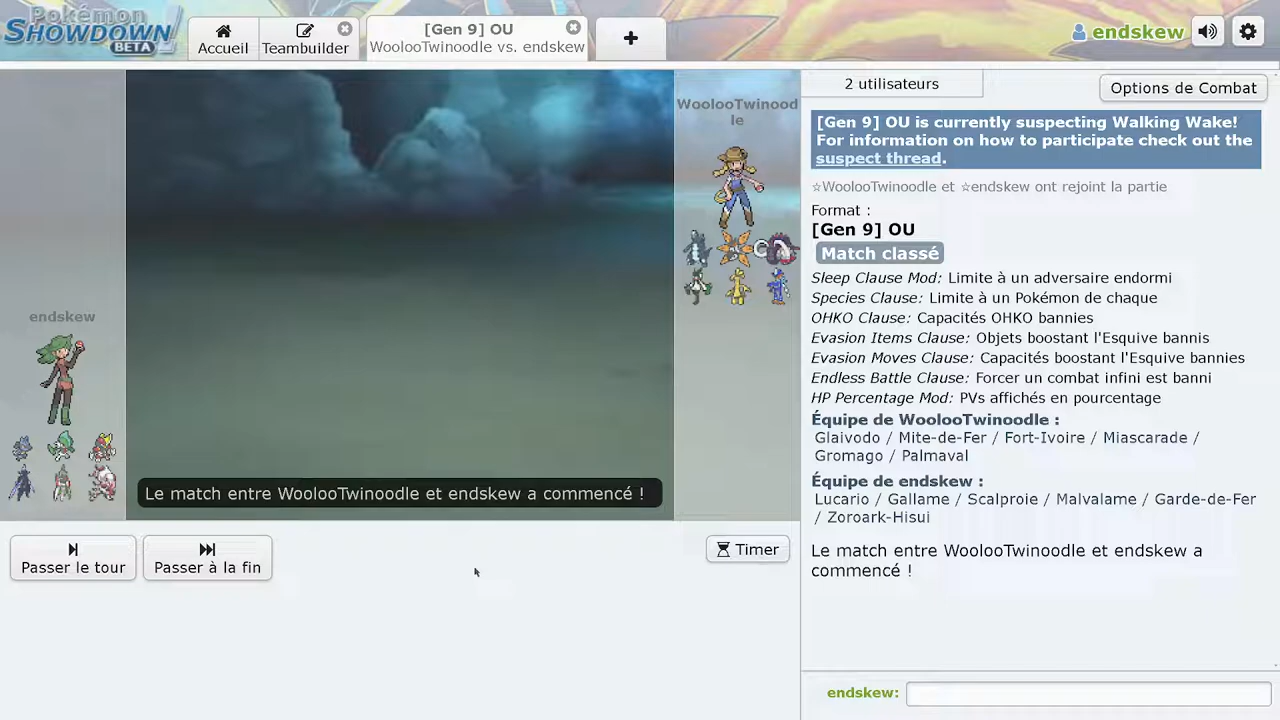 Pokémon
SHOWDOWN!
BETA
Accueil
Teambuilder
[Gen 9] OU
WoolooTwinoodle vs. endskew
endskew
WoolooTwinood
le
endskew
Le match entre WoolooTwinoodle et endskew a commencé !
Passer le tour
Passer à la fin
Timer
2 utilisateurs
Options de Combat
[Gen 9] OU is currently suspecting Walking Wake!
For information on how to participate check out the
suspect thread.
☆WoolooTwinoodle et ☆endskew ont rejoint la partie
Format :
[Gen 9] OU
Match classé
Sleep Clause Mod: Limite à un adversaire endormi
Species Clause: Limite à un Pokémon de chaque
OHKO Clause: Capacités OHKO bannies
Evasion Items Clause: Objets boostant l'Esquive bannis
Evasion Moves Clause: Capacités boostant l'Esquive bannies
Endless Battle Clause: Forcer un combat infini est banni
HP Percentage Mod: PVs affichés en pourcentage
Équipe de WoolooTwinoodle :
Glaivodo / Mite-de-Fer / Fort-Ivoire / Miascarade /
Gromago / Palmaval
Équipe de endskew :
Lucario / Gallame / Scalproie / Malvalame / Garde-de-Fer
/ Zoroark-Hisui
Le match entre WoolooTwinoodle et endskew a
commencé !
endskew: